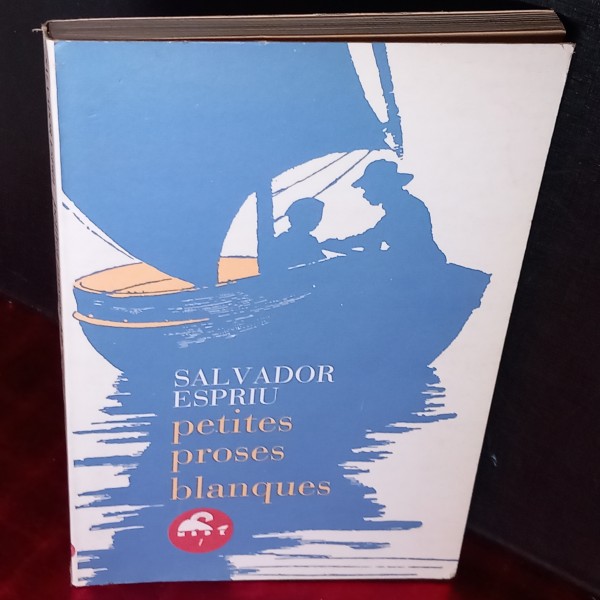 SALVADOR
ESPRIU
petites
proses
blanques